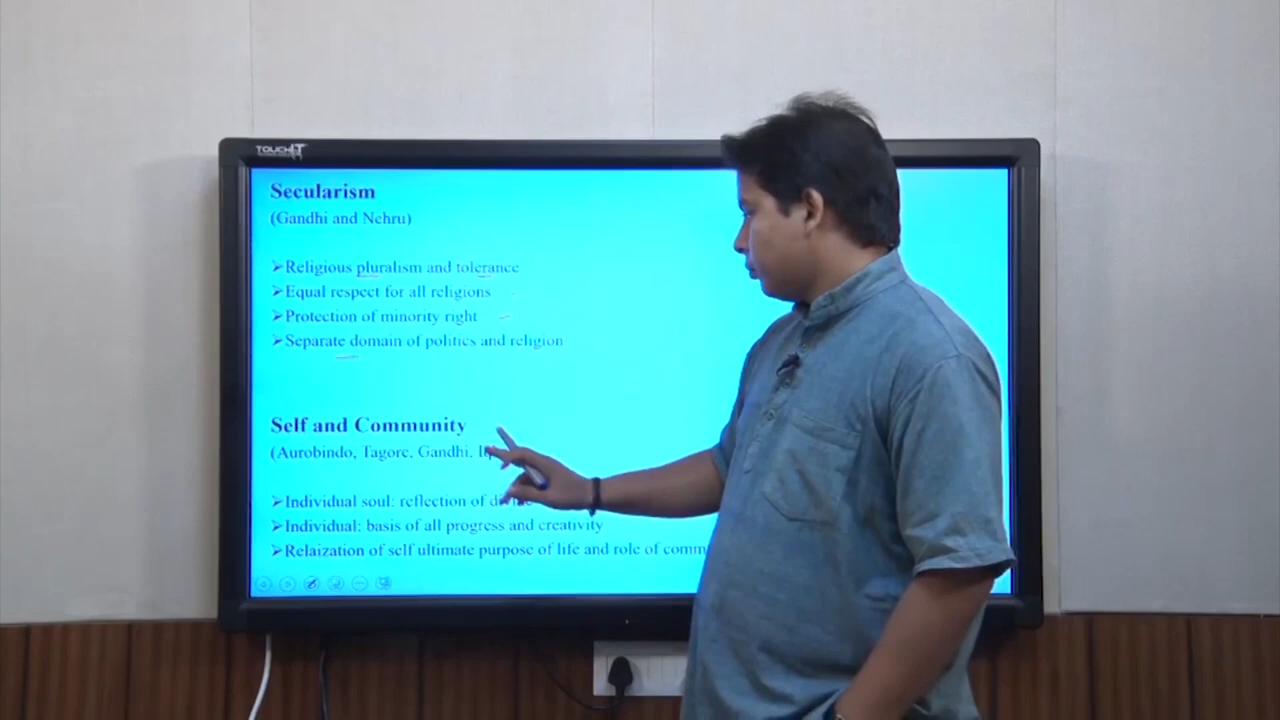 TOUCHIT
Secularism
(Gandhi and Nehru)
➢Religious pluralism and tolerance
➢Equal respect for all religions
➢Protection of minority right
➢Separate domain of politics and religion
Self and Community
(Aurobindo, Tagore, Gandhi,
➢Individual soul: reflection of
➢Individual: basis of all progress and creativity
➢Relaization of self ultimate purpose of life and role of